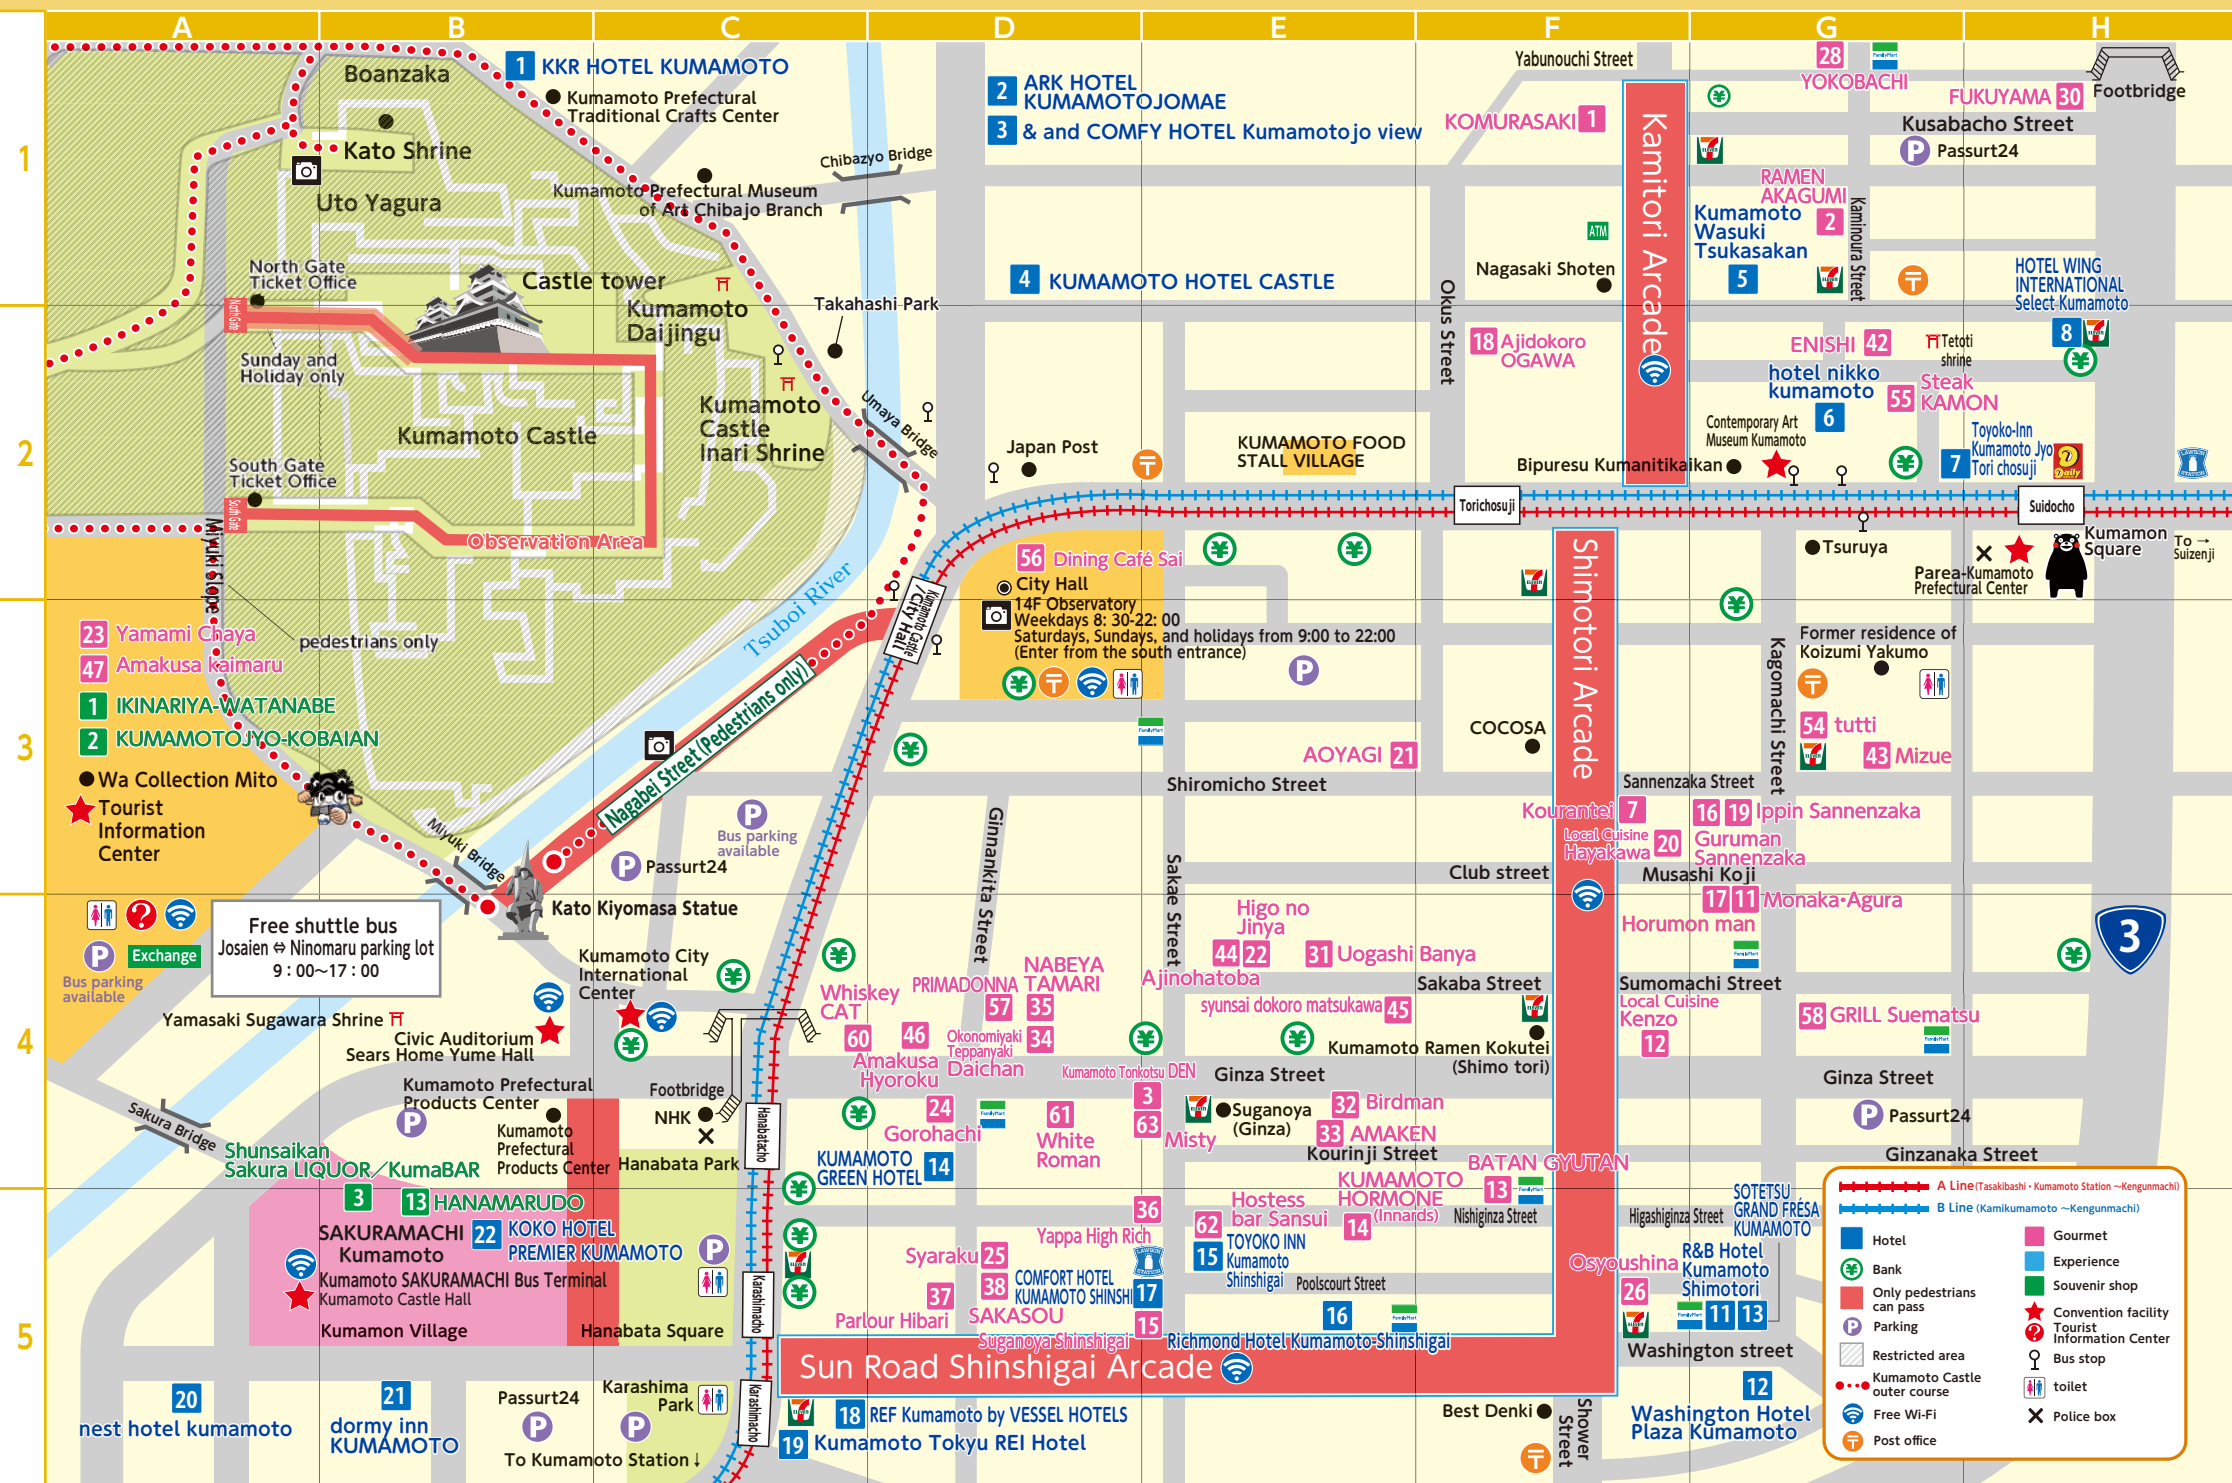 A
B
C
D
E
F
G
H
1
2
3
4
5
Boanzaka
1 KKR HOTEL KUMAMOTO
Kumamoto Prefectural
Traditional Crafts Center
Kato Shrine
Uto Yagura
Kumamoto Prefectural Museum
of Art Chibajo Branch
Chibazyo Bridge
2 ARK HOTEL
KUMAMOTOJOMAE
3 & and COMFY HOTEL Kumamotojo view
4 KUMAMOTO HOTEL CASTLE
Yabunouchi Street
KOMURASAKI 1
Kamitori Arcade
ATM
Nagasaki Shoten
Okus Street
18 Ajidokoro
OGAWA
28
FamilyMart
YOKOBACHI
FUKUYAMA 30
Footbridge
Kusabacho Street
P Passurt24
ELEVEN
RAMEN
AKAGUMI
2
Kumamoto
Wasuki
Tsukasakan
5
Kaminoura Street
HOTEL WING
INTERNATIONAL
Select Kumamoto
8
ENISHI 42
Tetoti
shrine
hotel nikko
kumamoto
6
55 Steak
KAMON
Contemporary Art
Museum Kumamoto
Toyoko-Inn
Kumamoto Jyo
Tori chosuji
7
Daily
LAWSON
STATION
Bipuresu Kumanitikaikan
Torichosuji
Suidocho
North Gate
Ticket Office
North Gate
Sunday and
Holiday only
Castle tower
Kumamoto
Daijingu
Takahashi Park
Kumamoto
Castle
Inari Shrine
Kumamoto Castle
Umaya Bridge
South Gate
Ticket Office
South Gate
Observation Area
Miyuki slope
pedestrians only
Japan Post
KUMAMOTO FOOD
STALL VILLAGE
Tsuruya
Parea-Kumamoto
Prefectural Center
Kumamon
Square
To →
Suizenji
56 Dining Café Sai
City Hall
14F Observatory
Weekdays 8: 30-22: 00
Saturdays, Sundays, and holidays from 9:00 to 22:00
(Enter from the south entrance)
P
Kumamoto Castle
/City Hall
Tsuboi River
Nagabei Street (Pedestrians only)
23 Yamami Chaya
47 Amakusa kaimaru
1 IKINARIYA-WATANABE
2 KUMAMOTOJYO-KOBAIAN
Wa Collection Mito
Tourist
Information
Center
Miyuki Bridge
P
Bus parking
available
P Passurt24
Kato Kiyomasa Statue
FamilyMart
AOYAGI 21
COCOSA
Shimotori Arcade
Shiromicho Street
Ginnankita Street
Sakae Street
Club street
Kagomachi Street
Former residence of
Koizumi Yakumo
54 tutti
43 Mizue
Sannenzaka Street
Kourantei 7
16 19 Ippin Sannenzaka
Local Cuisine
Hayakawa 20
Guruman
Sannenzaka
Musashi Koji
17 11 Monaka•Agura
Horumon man
3
P
Exchange
Bus parking
available
Free shuttle bus
Josaien ⇔ Ninomaru parking lot
9 : 00～17 : 00
Yamasaki Sugawara Shrine
Civic Auditorium
Sears Home Yume Hall
Kumamoto City
International
Center
Higo no
Jinya
44 22
Ajinohatoba
31 Uogashi Banya
Sakaba Street
Sumomachi Street
Whiskey
CAT
60
PRIMADONNA
57
NABEYA
TAMARI
35
46
Amakusa
Hyoroku
Okonomiyaki
Teppanyaki
Daichan
34
syunsai dokoro matsukawa 45
Kumamoto Ramen Kokutei
(Shimo tori)
Local Cuisine
Kenzo
12
58 GRILL Suematsu
FamilyMart
Kumamoto Tonkotsu DEN
3
Ginza Street
Ginza Street
Sakura Bridge
Kumamoto Prefectural
Products Center
P
Kumamoto
Prefectural
Products Center
Footbridge
NHK
Hanabatacho
Hanabata Park
24
Gorohachi
FamilyMart
61
White
Roman
63
Misty
Suganoya
(Ginza)
32 Birdman
33 AMAKEN
Kourinji Street
P Passurt24
Ginzanaka Street
KUMAMOTO
GREEN HOTEL 14
Shunsaikan
Sakura LIQUOR／KumaBAR
3
13 HANAMARUDO
SAKURAMACHI
Kumamoto
22 KOKO HOTEL
PREMIER KUMAMOTO
Kumamoto SAKURAMACHI Bus Terminal
Kumamoto Castle Hall
Kumamon Village
Hanabata Square
P
Karashimacho
BATAN GYUTAN
KUMAMOTO
HORMONE
(Innards)
13
14
36
Yappa High Rich
62
Hostess
bar Sansui
Nishiginza Street
Higashiginza Street
SOTETSU
GRAND FRÉSA
KUMAMOTO
Syaraku 25
15 TOYOKO INN
Kumamoto
Shinshigai
LAWSON
STATION
Poolscourt Street
Osyoushina
26
R&B Hotel
Kumamoto
Shimotori
11 13
37
Parlour Hibari
38
SAKASOU
COMFORT HOTEL
KUMAMOTO SHINSHI
17
15
Suganoya Shinshigai
16
Richmond Hotel Kumamoto-Shinshigai
Sun Road Shinshigai Arcade
Washington street
20
nest hotel kumamoto
21
dormy inn
KUMAMOTO
Passurt24
P
Karashima
Park
P
To Kumamoto Station ↓
Karashimacho
18 REF Kumamoto by VESSEL HOTELS
19 Kumamoto Tokyu REI Hotel
Best Denki
Shower
Street
12
Washington Hotel
Plaza Kumamoto
A Line (Tasakibashi • Kumamoto Station ～Kengunmachi)
B Line (Kamikumamoto ～Kengunmachi)
Hotel
Gourmet
Bank
Experience
Only pedestrians
can pass
Souvenir shop
Convention facility
Parking
Tourist
Information Center
Restricted area
Bus stop
Kumamoto Castle
outer course
toilet
Free Wi-Fi
Police box
Post office